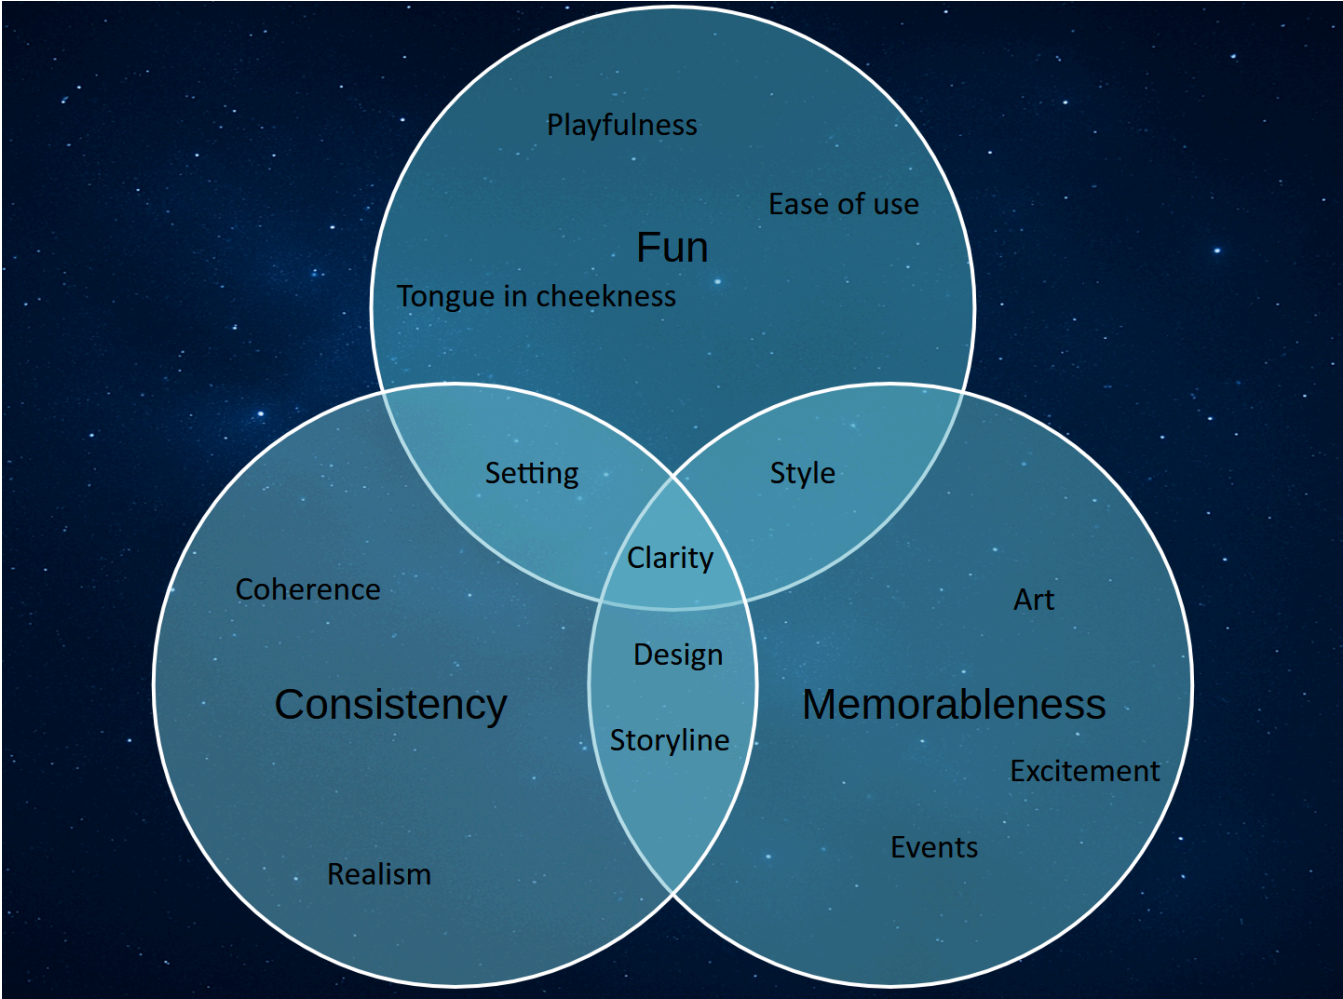 Playfulness
Ease of use
Fun
Tongue in cheekness
Setting
Style
Clarity
Coherence
Art
Design
Consistency
Memorableness
Storyline
Excitement
Events
Realism